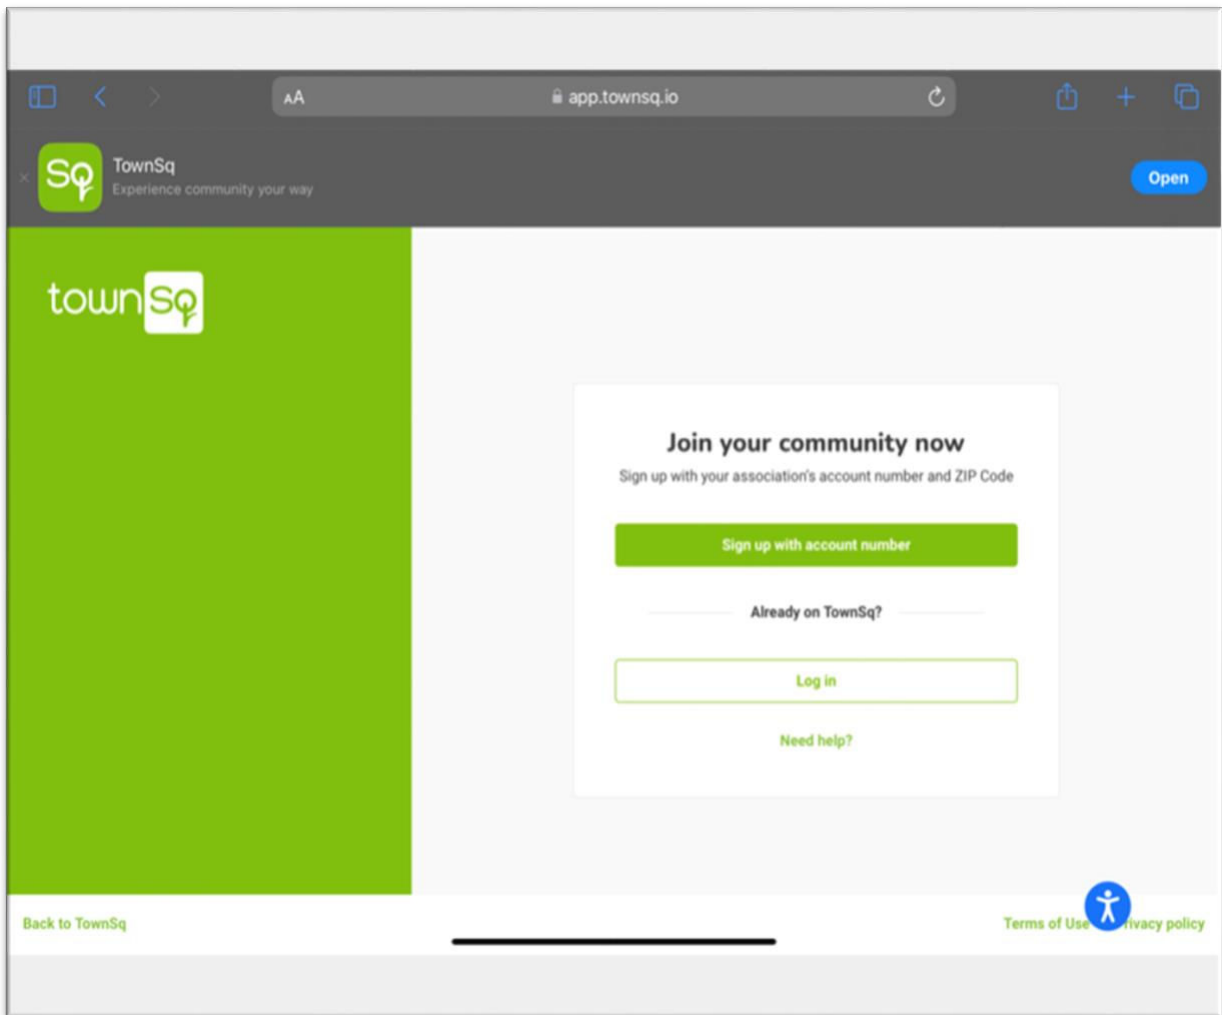 AA
app.townsq.io
Sq
TownSq
Experience community your way
Open
townSq
Join your community now
Sign up with your association's account number and ZIP Code
Sign up with account number
Already on TownSq?
Log in
Need help?
Back to TownSq
Terms of Use
rivacy policy